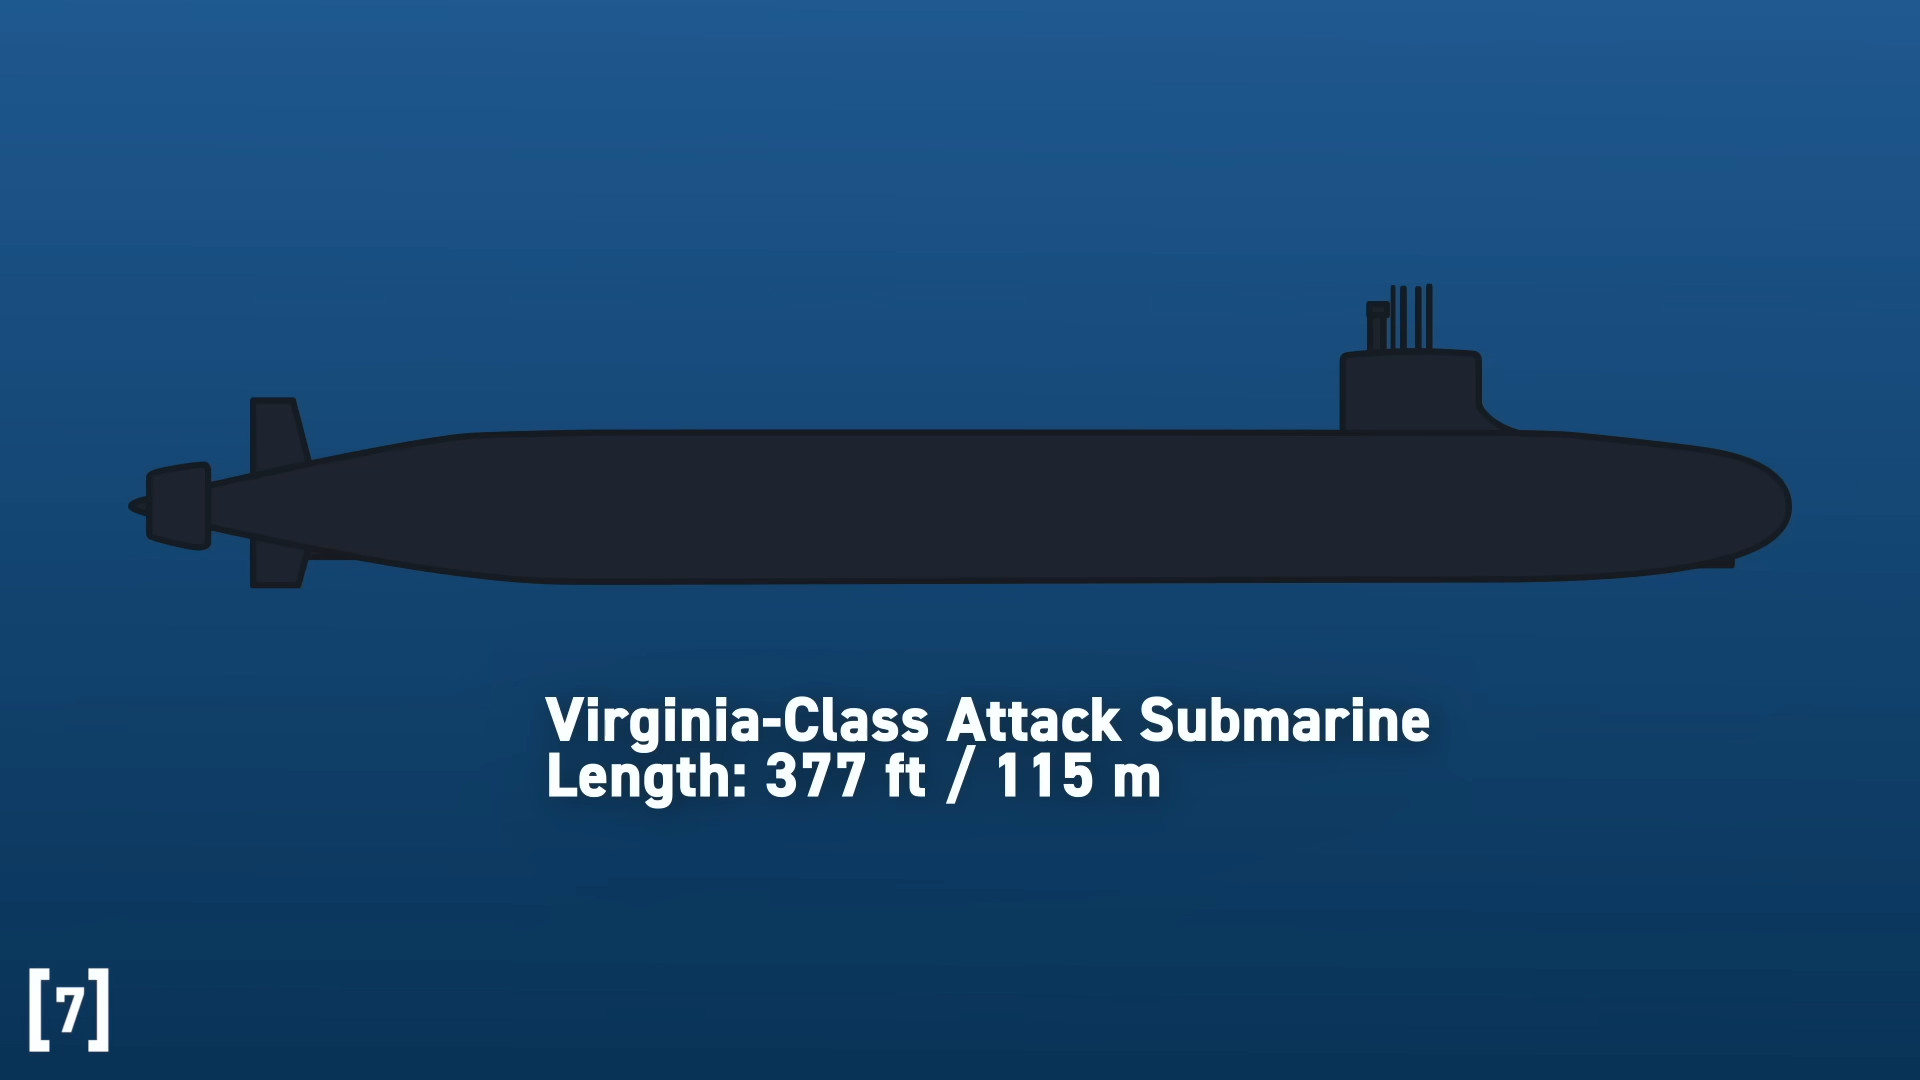 Virginia-Class Attack Submarine
Length: 377 ft / 115 m
[7]